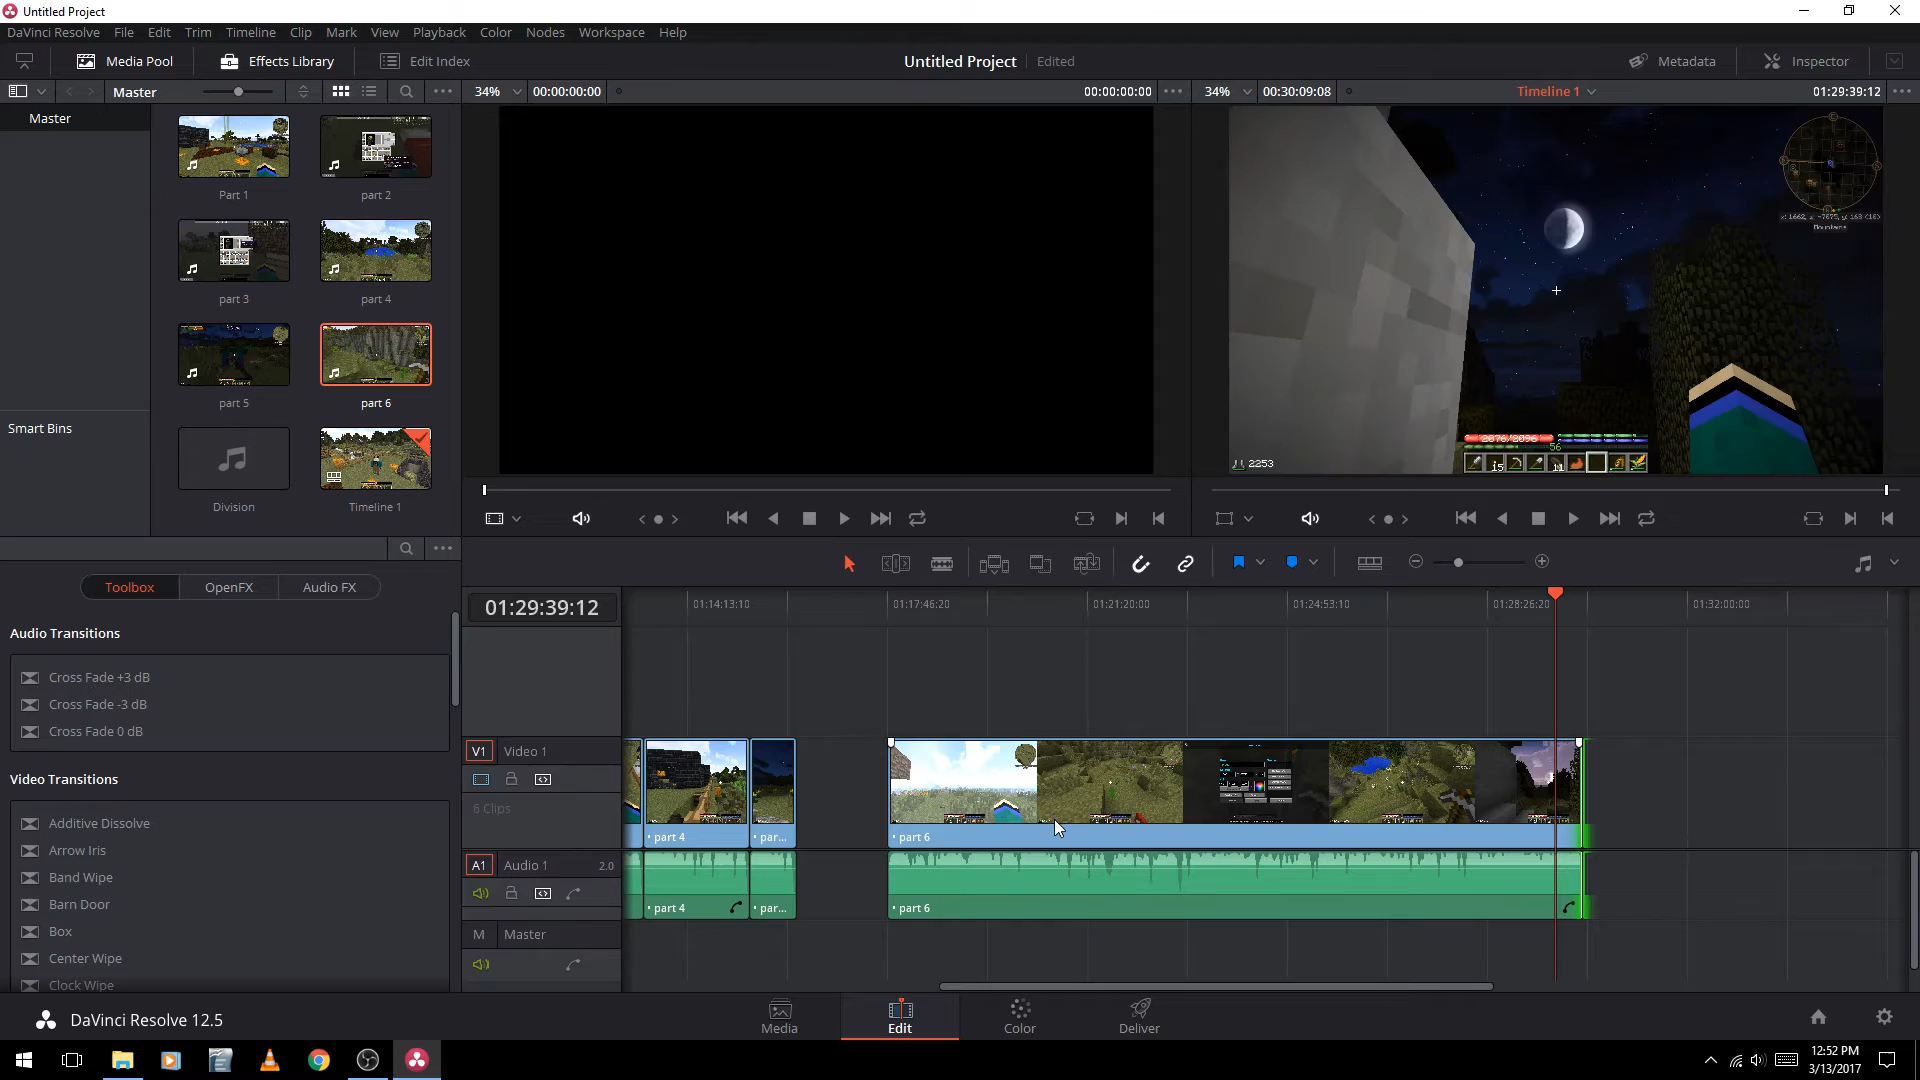 Untitled Project
DaVinci Resolve File Edit Trim Timeline Clip Mark View Playback Color Nodes Workspace Help
Media Pool Effects Library Edit Index Untitled Project Edited Metadata Inspector
Master 34% 00:00:00:00 00:00:00:00 34% 00:30:09:08 Timeline 1 01:29:39:12
Master
Part 1 part 2
part 3 part 4
part 5 part 6
Smart Bins
Division Timeline 1
Mountains
2076/2096
56
2253
15 11
Toolbox OpenFX Audio FX
Audio Transitions
Cross Fade +3 dB
Cross Fade -3 dB
Cross Fade 0 dB
Video Transitions
Additive Dissolve
Arrow Iris
Band Wipe
Barn Door
Box
Center Wipe
Clock Wipe
01:29:39:12 01:14:13:10 01:17:46:20 01:21:20:00 01:24:53:10 01:28:26:20 01:32:00:00
V1 Video 1
6 Clips
• part 4 • par... • part 6
A1 Audio 1 2.0
• part 4 • par... • part 6
M Master
DaVinci Resolve 12.5 Media Edit Color Deliver
12:52 PM
3/13/2017